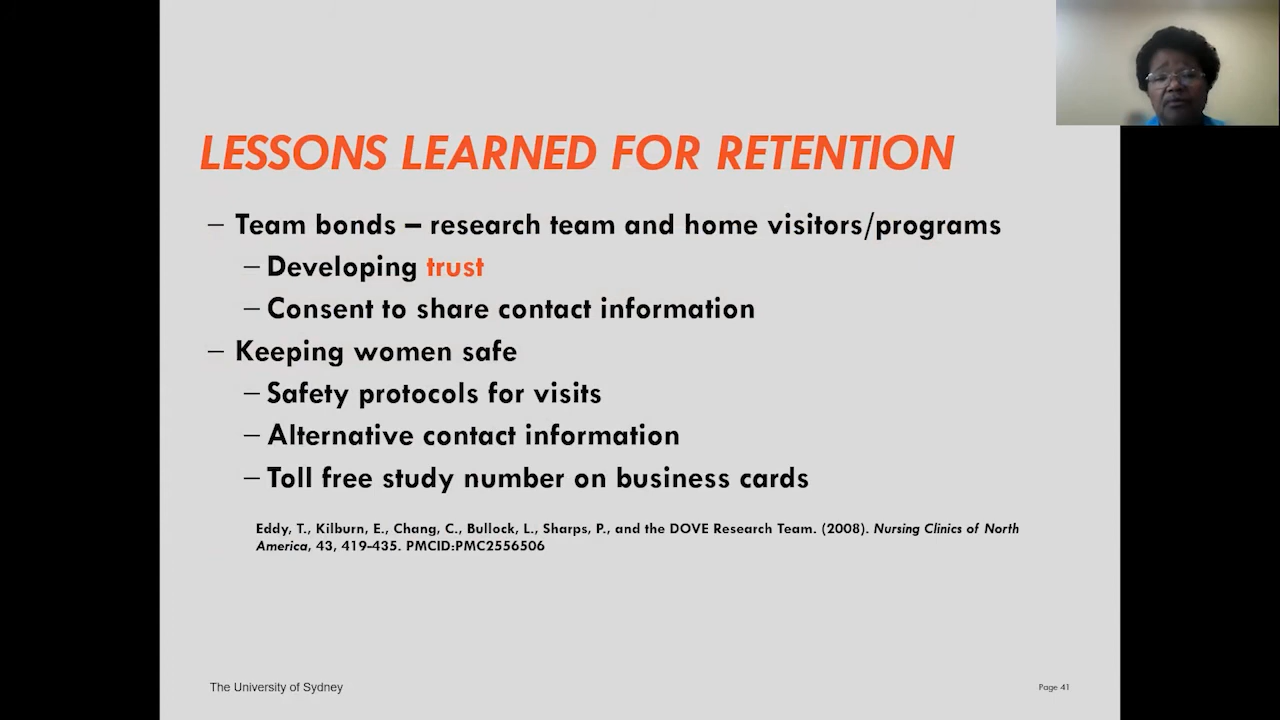 LESSONS LEARNED FOR RETENTION
– Team bonds – research team and home visitors/programs
– Developing trust
– Consent to share contact information
– Keeping women safe
– Safety protocols for visits
– Alternative contact information
– Toll free study number on business cards
Eddy, T., Kilburn, E., Chang, C., Bullock, L., Sharps, P., and the DOVE Research Team. (2008). Nursing Clinics of North
America, 43, 419-435. PMCID:PMC2556506
The University of Sydney
Page 41